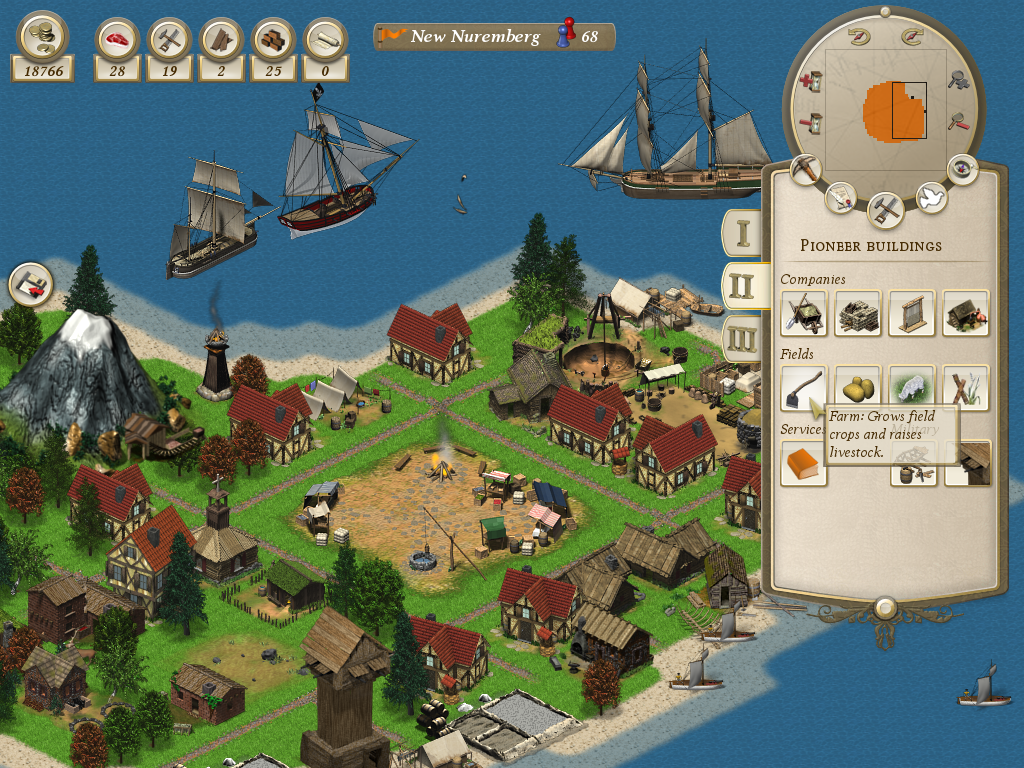 New Nuremberg 68
18766 28 19 2 25 0
I
Pioneer buildings
II
Companies
III
Fields
Farm: Grows field
crops and raises
livestock.
Services
Military